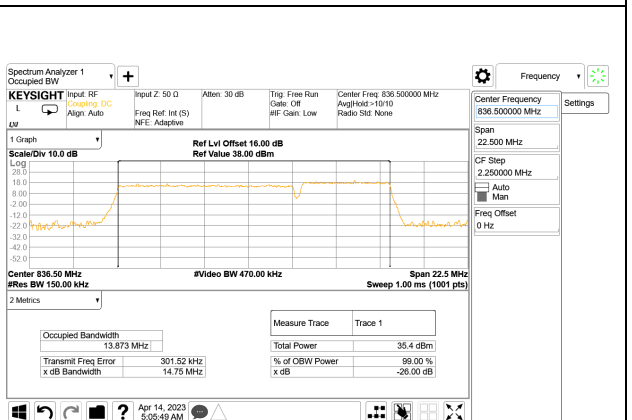 Spectrum Analyzer 1
Occupied BW
Frequency
KEYSIGHT
L
Input: RF
Coupling: DC
Align: Auto
Input Z: 50 Ω
Freq Ref: Int (S)
NFE: Adaptive
Atten: 30 dB
Trig: Free Run
Gate: Off
#IF Gain: Low
Center Freq: 836.500000 MHz
Avg|Hold:>10/10
Radio Std: None
Center Frequency
836.500000 MHz
Settings
Span
22.500 MHz
CF Step
2.250000 MHz
Auto
Man
Freq Offset
0 Hz
1 Graph
Scale/Div 10.0 dB
Ref Lvl Offset 16.00 dB
Ref Value 38.00 dBm
Log
28.0
18.0
8.00
-2.00
-12.0
-22.0
-32.0
-42.0
-52.0
Center 836.50 MHz
#Res BW 150.00 kHz
#Video BW 470.00 kHz
Span 22.5 MHz
Sweep 1.00 ms (1001 pts)
2 Metrics
Measure Trace
Trace 1
Occupied Bandwidth
13.873 MHz
Total Power
35.4 dBm
Transmit Freq Error
301.52 kHz
% of OBW Power
99.00 %
x dB Bandwidth
14.75 MHz
x dB
-26.00 dB
?
Apr 14, 2023
5:05:49 AM